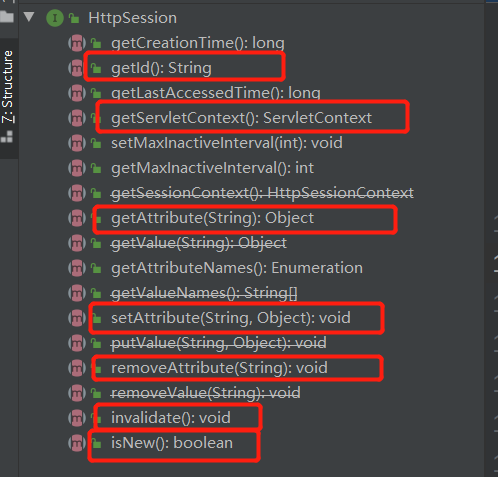 HttpSession
getCreationTime(): long
getId(): String
getLastAccessedTime(): long
getServletContext(): ServletContext
setMaxInactiveInterval(int): void
getMaxInactiveInterval(): int
getSessionContext(): HttpSessionContext
getAttribute(String): Object
getValue(String): Object
getAttributeNames(): Enumeration
getValueNames(): String[]
setAttribute(String, Object): void
putValue(String, Object): void
removeAttribute(String): void
removeValue(String): void
invalidate(): void
isNew(): boolean
Z: Structure